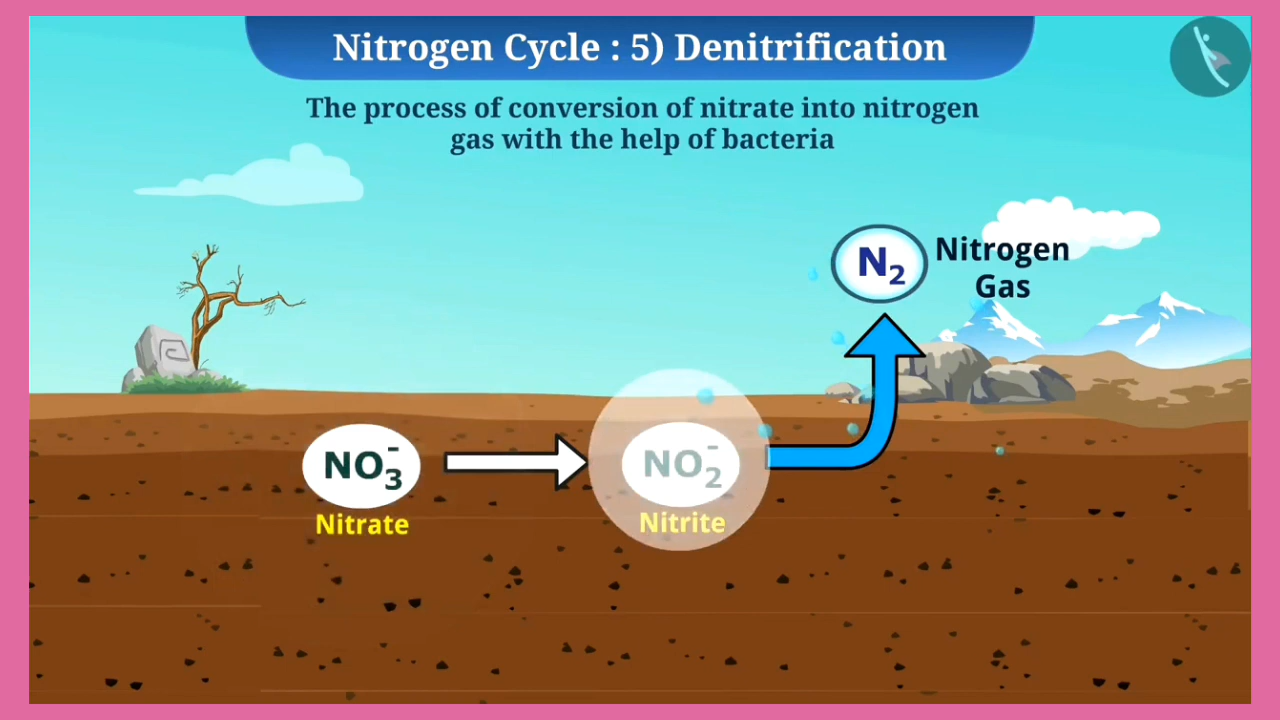 Nitrogen Cycle : 5) Denitrification
The process of conversion of nitrate into nitrogen
gas with the help of bacteria
N₂
Nitrogen
Gas
NO₃⁻
Nitrate
NO₂⁻
Nitrite